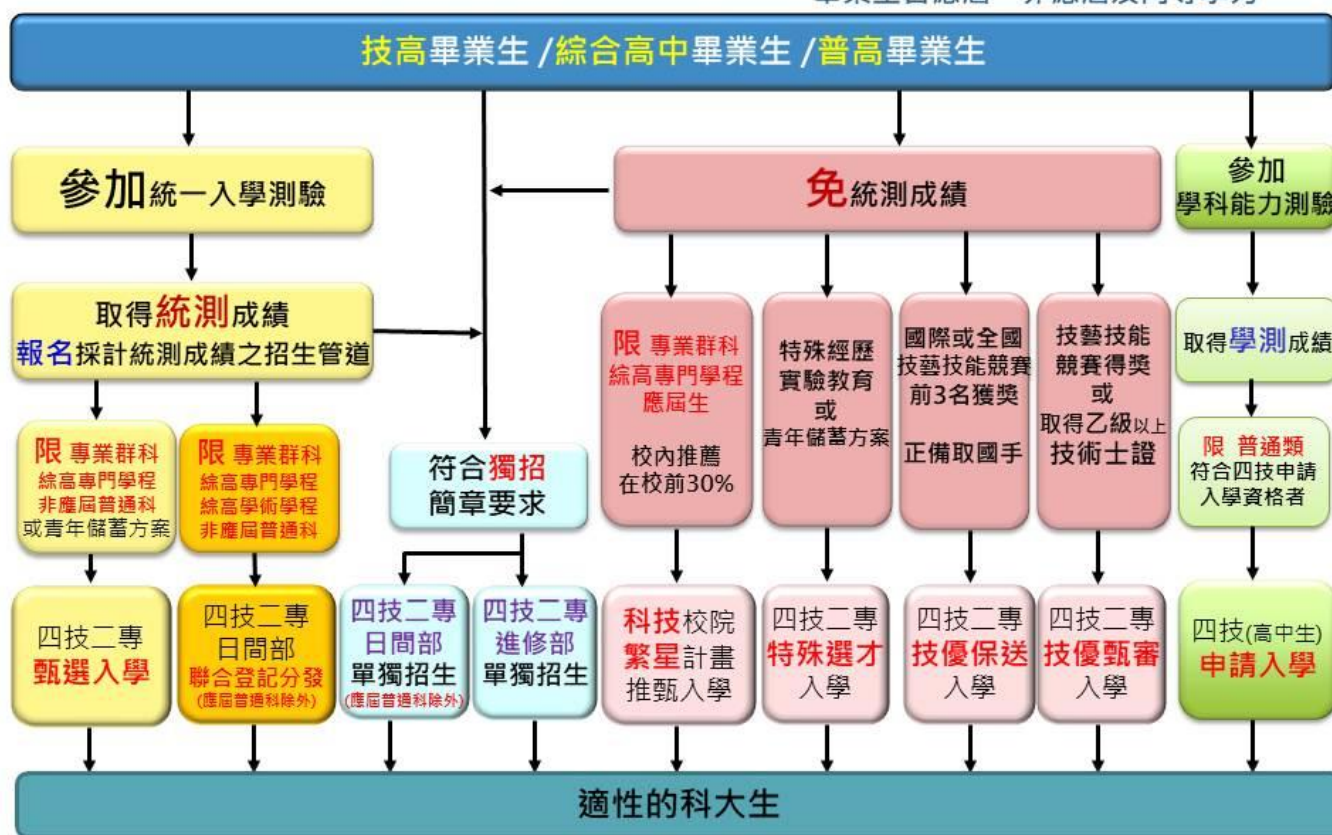 技高畢業生 /綜合高中畢業生 /普高畢業生
參加統一入學測驗
免統測成績
參加
學科能力測驗
取得統測成績
報名採計統測成績之招生管道
限 專業群科
綜高專門學程
應屆生
校內推薦
在校前30%
特殊經歷
實驗教育
或
青年儲蓄方案
國際或全國
技藝技能競賽
前3名獲獎
正備取國手
技藝技能
競賽得獎
或
取得乙級以上
技術士證
取得學測成績
限 專業群科
綜高專門學程
非應屆普通科
或青年儲蓄方案
限 專業群科
綜高專門學程
綜高學術學程
非應屆普通科
符合獨招
簡章要求
限 普通類
符合四技申請
入學資格者
四技二專
甄選入學
四技二專
日間部
聯合登記分發
(應屆普通科除外)
四技二專
日間部
單獨招生
(應屆普通科除外)
四技二專
進修部
單獨招生
科技校院
繁星計畫
推甄入學
四技二專
特殊選才
入學
四技二專
技優保送
入學
四技二專
技優甄審
入學
四技(高中生)
申請入學
適性的科大生